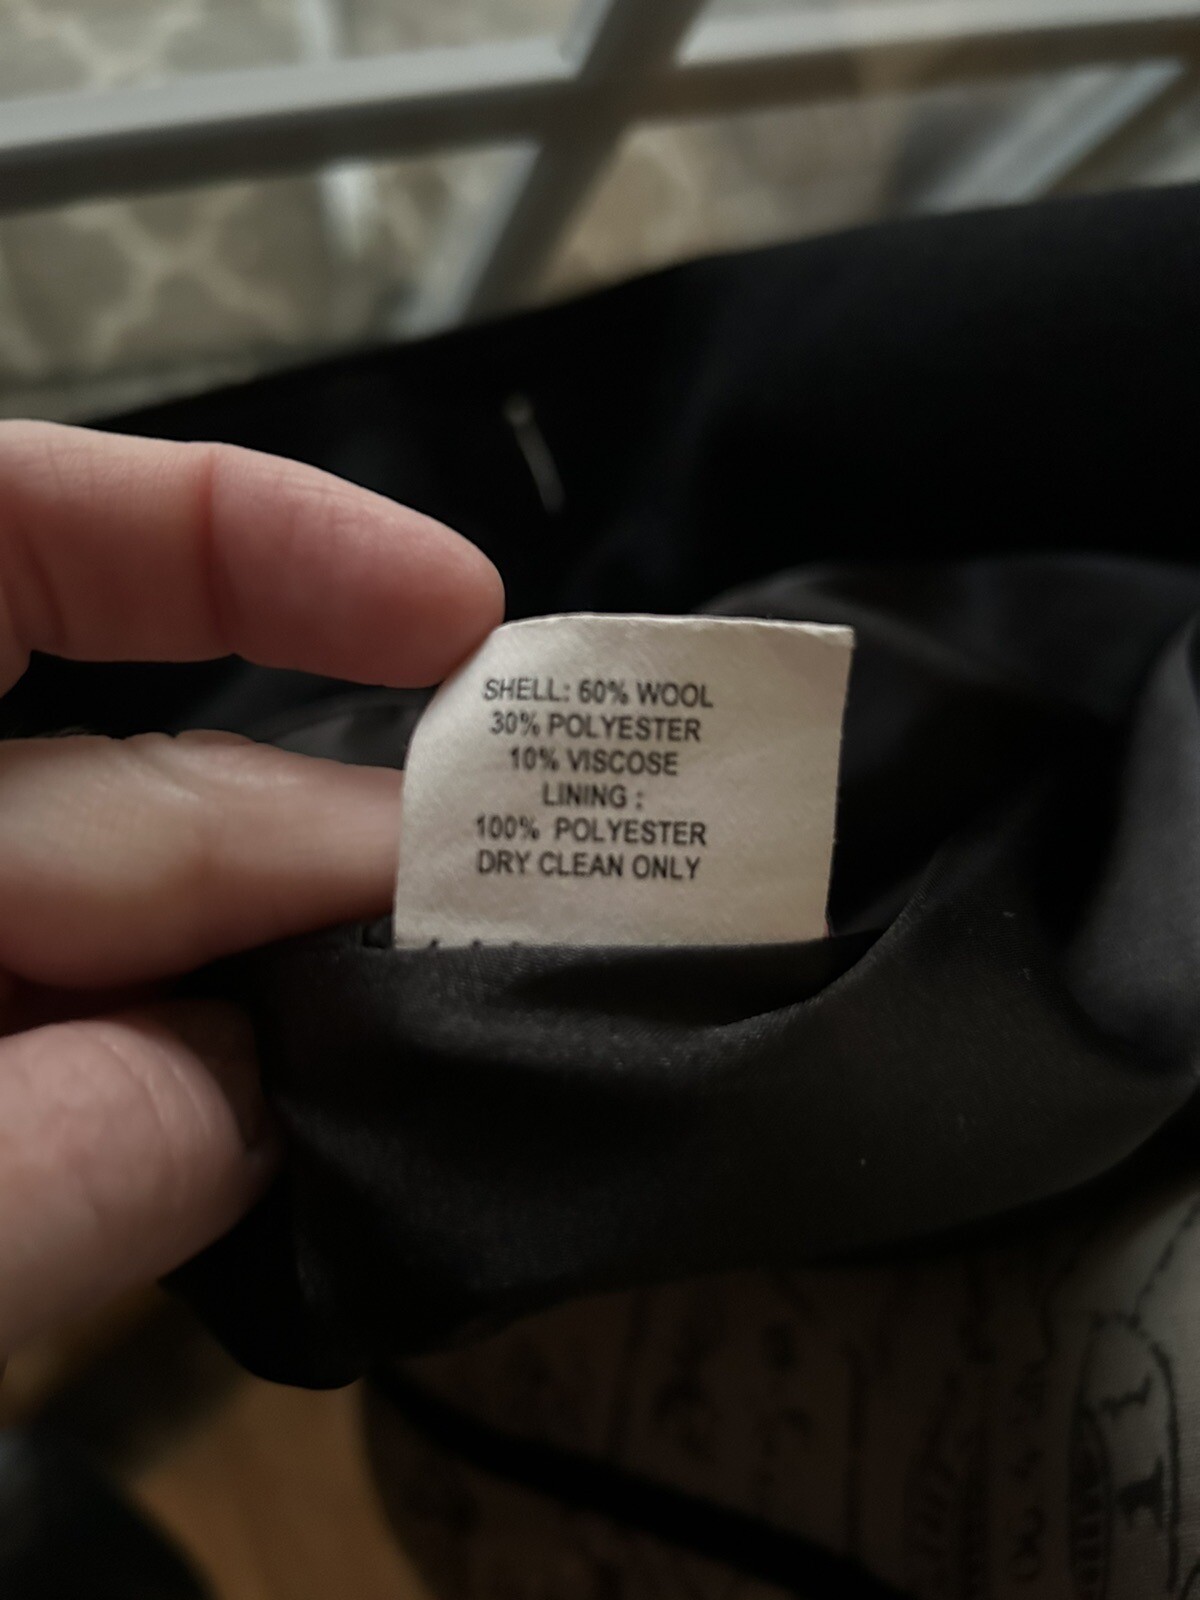 SHELL: 60% WOOL
30% POLYESTER
10% VISCOSE
LINING :
100% POLYESTER
DRY CLEAN ONLY